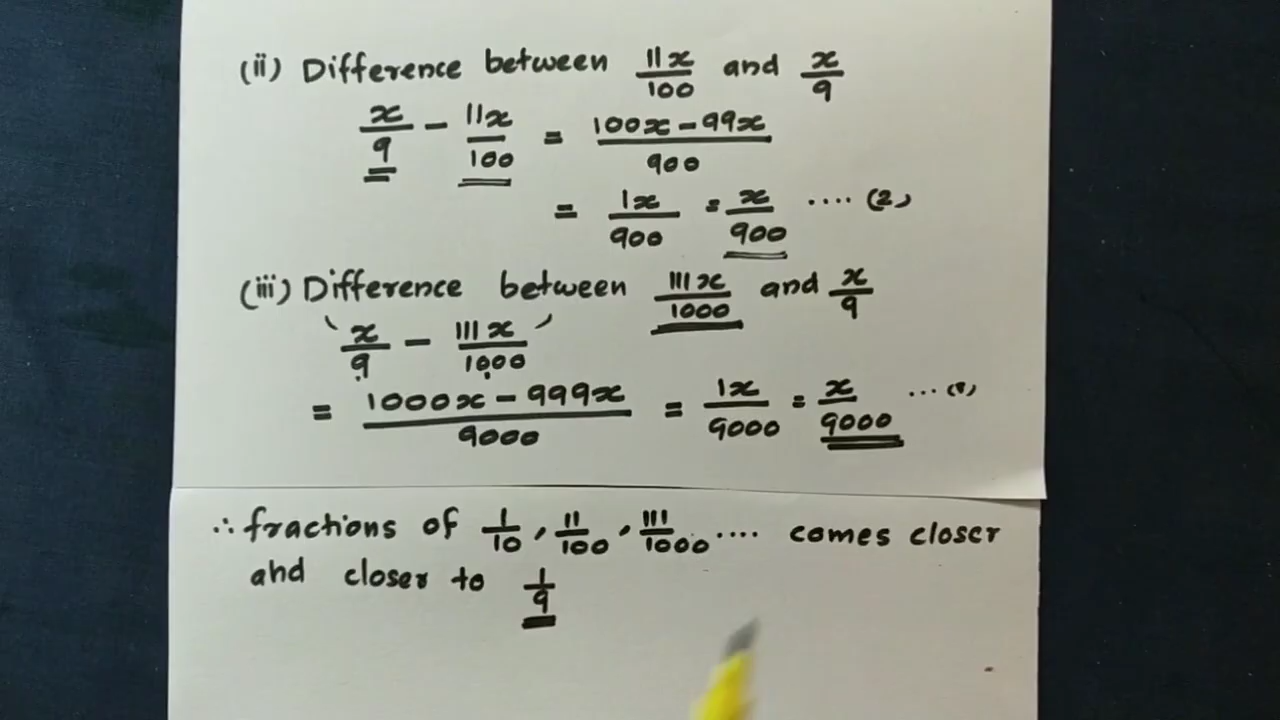 (ii) Difference between 11x/100 and x/9
x/9 - 11x/100 = 100x-99x/900
= 1x/900 = x/900 .... (2)
(iii) Difference between 111x/1000 and x/9
x/9 - 111x/1000
= 1000x-999x/9000 = 1x/9000 = x/9000
∴ fractions of 1/10, 11/100, 111/1000.... comes closer
and closer to 1/9